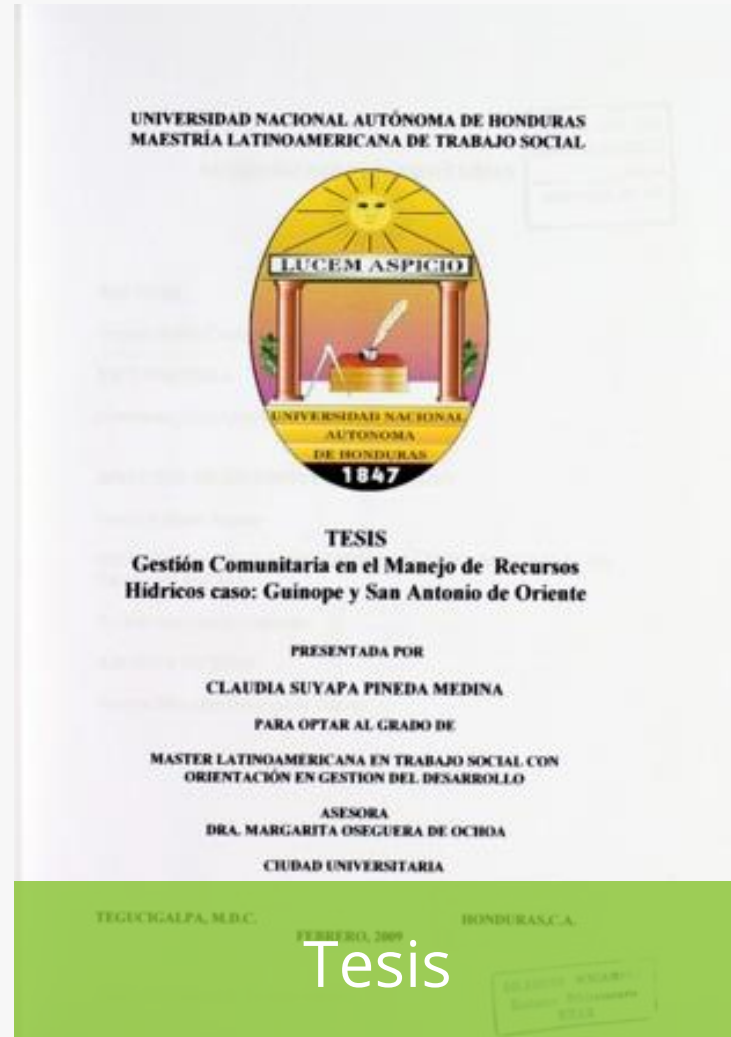 UNIVERSIDAD NACIONAL AUTÓNOMA DE HONDURAS
MAESTRÍA LATINOAMERICANA DE TRABAJO SOCIAL
LUCEM ASPICIO
UNIVERSIDAD NACIONAL
AUTONOMA
DE HONDURAS
1847
TESIS
Gestión Comunitaria en el Manejo de Recursos
Hídricos caso: Guinope y San Antonio de Oriente
PRESENTADA POR
CLAUDIA SUYAPA PINEDA MEDINA
PARA OPTAR AL GRADO DE
MASTER LATINOAMERICANA EN TRABAJO SOCIAL CON
ORIENTACIÓN EN GESTION DEL DESARROLLO
ASESORA
DRA. MARGARITA OSEGUERA DE OCHOA
CIUDAD UNIVERSITARIA
TEGUCIGALPA, M.D.C. HONDURAS,C.A.
FEBRERO, 2009
Tesis